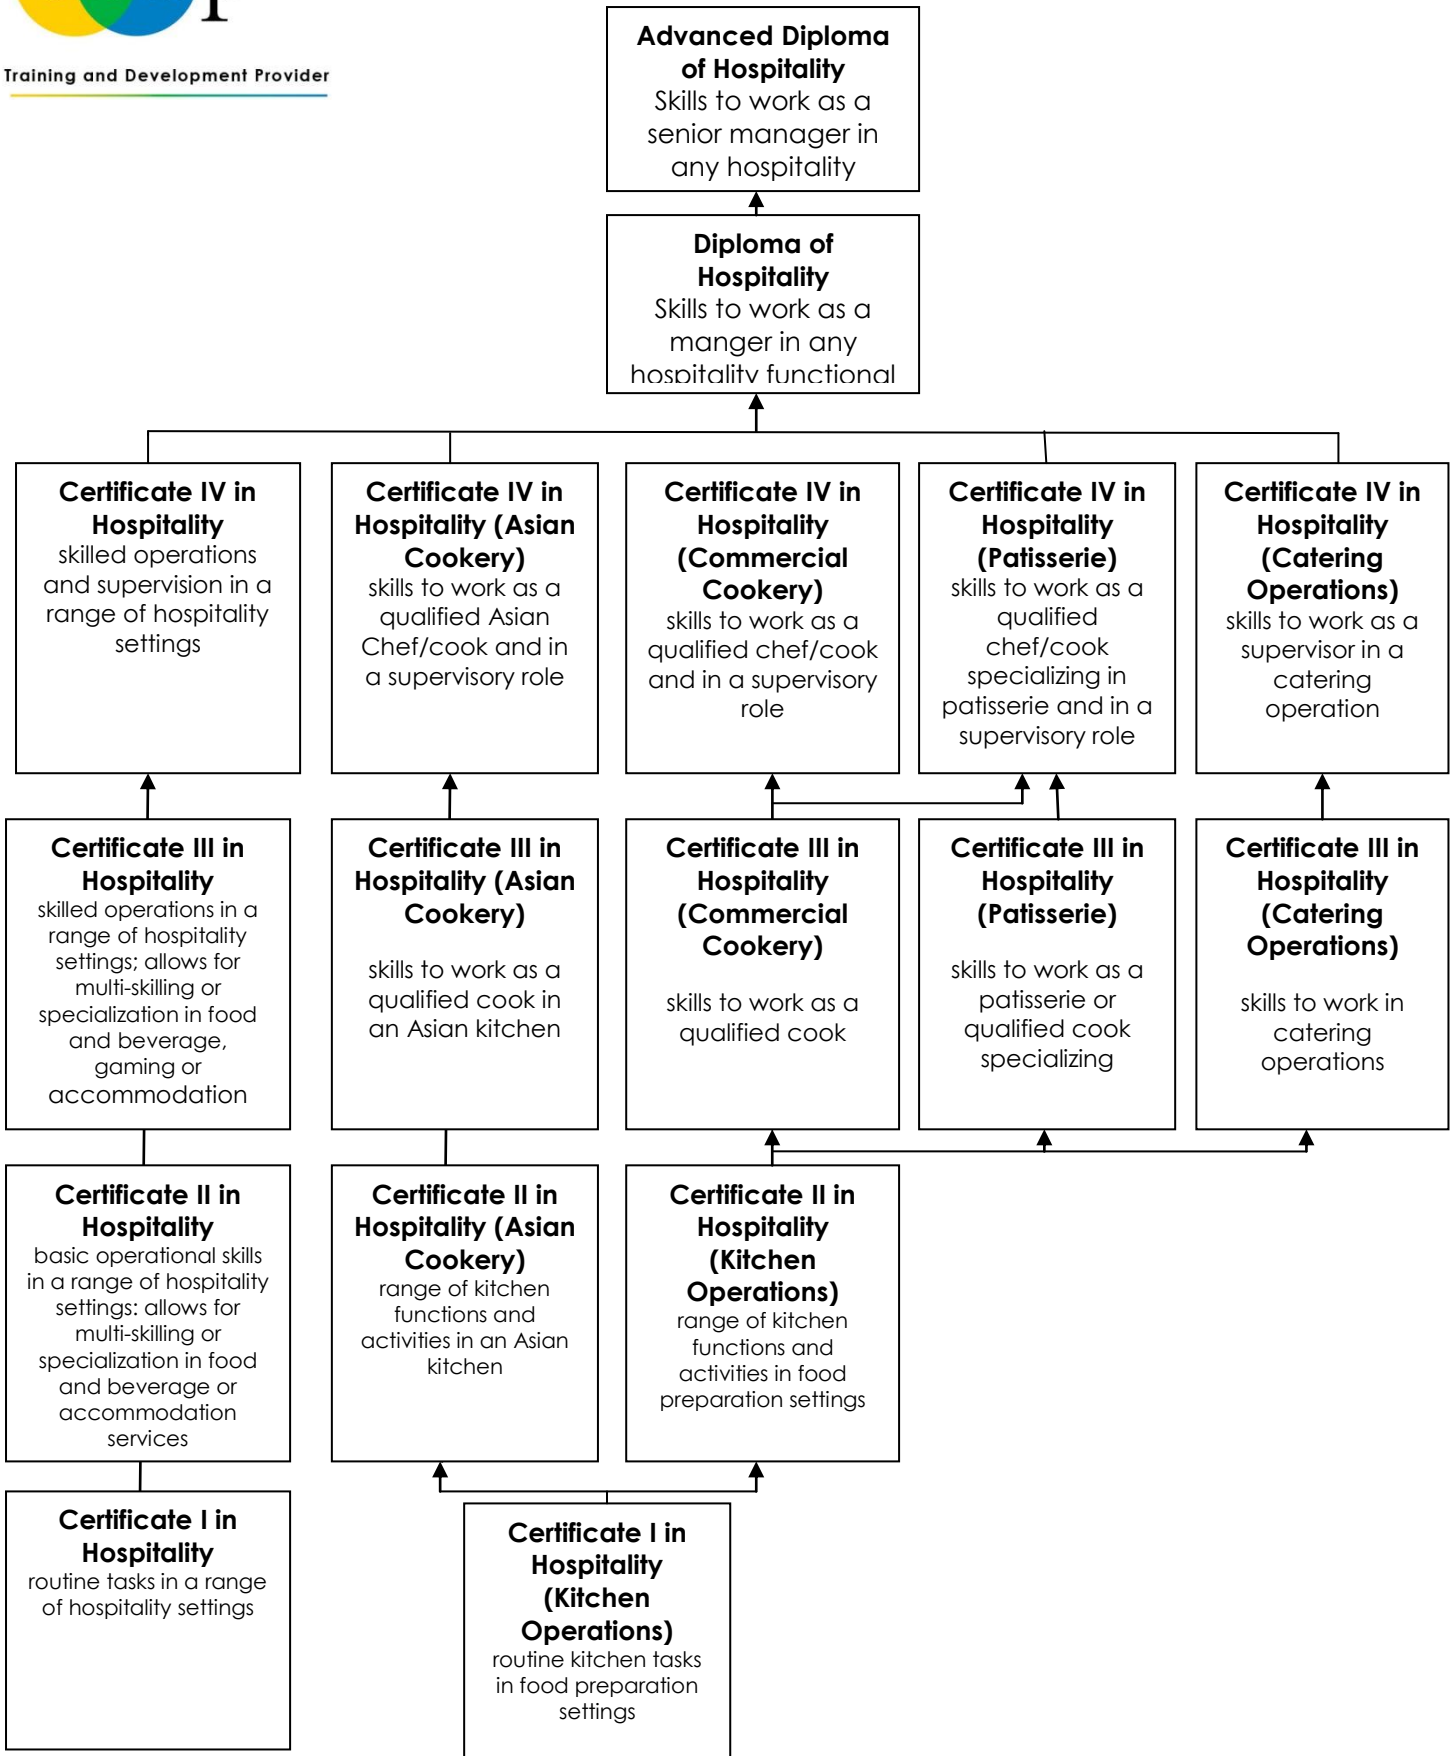 Training and Development Provider
Advanced Diploma
of Hospitality
Skills to work as a
senior manager in
any hospitality
Diploma of
Hospitality
Skills to work as a
manger in any
hospitality functional
Certificate IV in
Hospitality
skilled operations
and supervision in a
range of hospitality
settings
Certificate IV in
Hospitality (Asian
Cookery)
skills to work as a
qualified Asian
Chef/cook and in
a supervisory role
Certificate IV in
Hospitality
(Commercial
Cookery)
skills to work as a
qualified chef/cook
and in a supervisory
role
Certificate IV in
Hospitality
(Patisserie)
skills to work as a
qualified
chef/cook
specializing in
patisserie and in a
supervisory role
Certificate IV in
Hospitality
(Catering
Operations)
skills to work as a
supervisor in a
catering
operation
Certificate III in
Hospitality
skilled operations in a
range of hospitality
settings; allows for
multi-skilling or
specialization in food
and beverage,
gaming or
accommodation
Certificate III in
Hospitality (Asian
Cookery)
skills to work as a
qualified cook in
an Asian kitchen
Certificate III in
Hospitality
(Commercial
Cookery)
skills to work as a
qualified cook
Certificate III in
Hospitality
(Patisserie)
skills to work as a
patisserie or
qualified cook
specializing
Certificate III in
Hospitality
(Catering
Operations)
skills to work in
catering
operations
Certificate II in
Hospitality
basic operational skills
in a range of hospitality
settings: allows for
multi-skilling or
specialization in food
and beverage or
accommodation
services
Certificate II in
Hospitality (Asian
Cookery)
range of kitchen
functions and
activities in an Asian
kitchen
Certificate II in
Hospitality
(Kitchen
Operations)
range of kitchen
functions and
activities in food
preparation settings
Certificate I in
Hospitality
routine tasks in a range
of hospitality settings
Certificate I in
Hospitality
(Kitchen
Operations)
routine kitchen tasks
in food preparation
settings